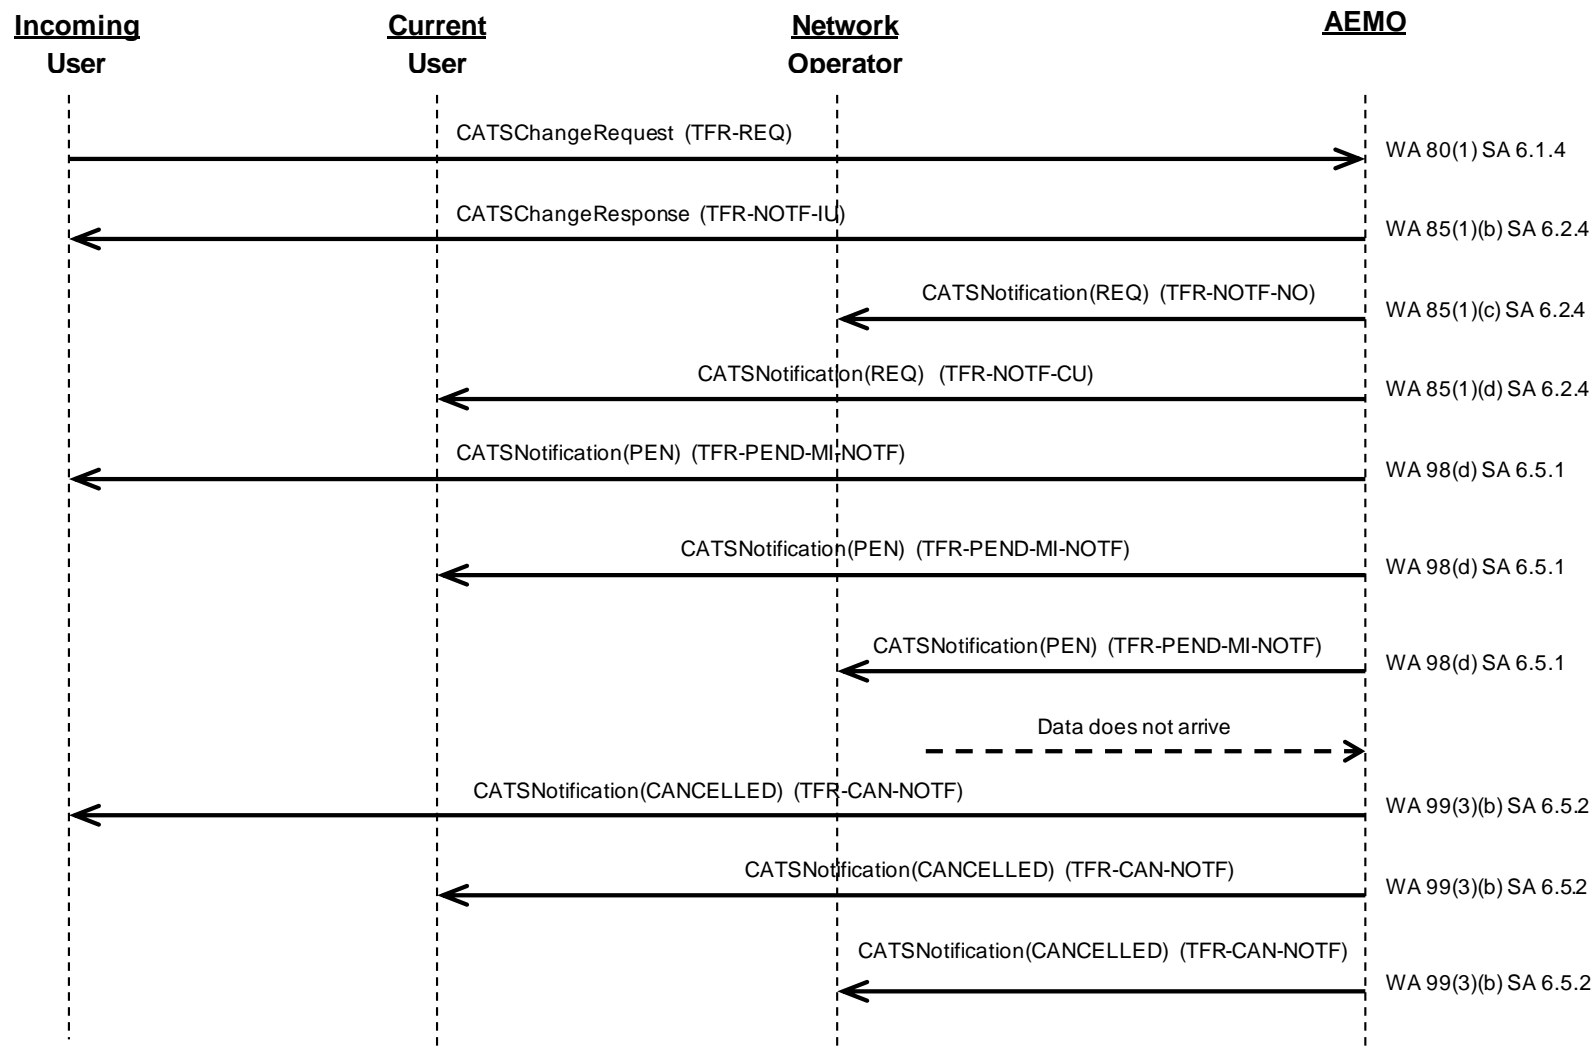 Incoming
User
Current
User
Network
Operator
AEMO
CATSChangeRequest (TFR-REQ)
WA 80(1) SA 6.1.4
CATSChangeResponse (TFR-NOTF-IU)
WA 85(1)(b) SA 6.2.4
CATSNotification(REQ) (TFR-NOTF-NO)
WA 85(1)(c) SA 6.2.4
CATSNotification(REQ) (TFR-NOTF-CU)
WA 85(1)(d) SA 6.2.4
CATSNotification(PEN) (TFR-PEND-MI-NOTF)
WA 98(d) SA 6.5.1
CATSNotification(PEN) (TFR-PEND-MI-NOTF)
WA 98(d) SA 6.5.1
CATSNotification(PEN) (TFR-PEND-MI-NOTF)
WA 98(d) SA 6.5.1
Data does not arrive
CATSNotification(CANCELLED) (TFR-CAN-NOTF)
WA 99(3)(b) SA 6.5.2
CATSNotification(CANCELLED) (TFR-CAN-NOTF)
WA 99(3)(b) SA 6.5.2
CATSNotification(CANCELLED) (TFR-CAN-NOTF)
WA 99(3)(b) SA 6.5.2